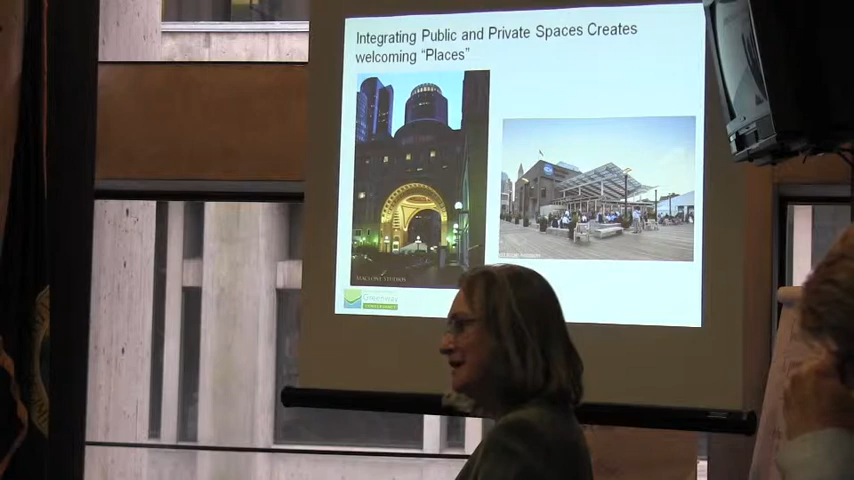 Integrating Public and Private Spaces Creates
welcoming “Places”